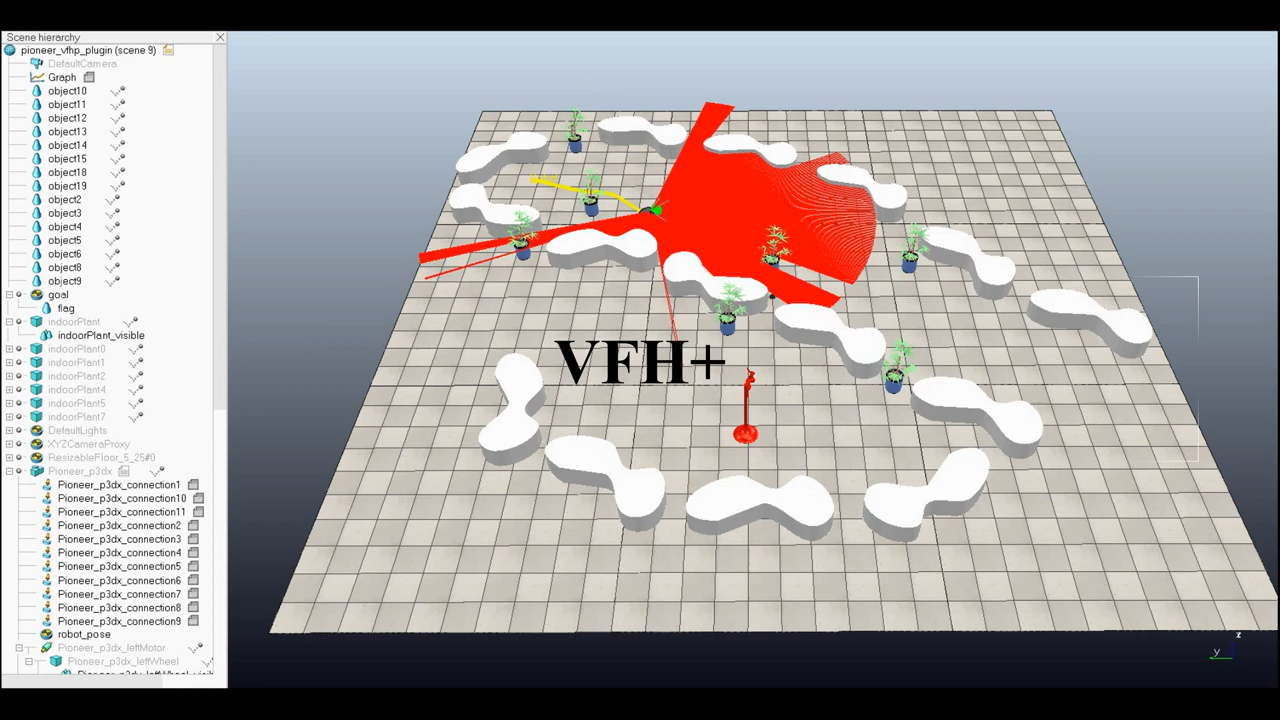 Scene hierarchy
pioneer_vfhp_plugin (scene 9)
DefaultCamera
Graph
object10
object11
object12
object13
object14
object15
object18
object19
object2
object3
object4
object5
object6
object8
object9
goal
flag
indoorPlant
indoorPlant_visible
indoorPlant0
indoorPlant1
indoorPlant2
indoorPlant4
indoorPlant5
indoorPlant7
DefaultLights
XYZCameraProxy
ResizableFloor_5_25#0
Pioneer_p3dx
Pioneer_p3dx_connection1
Pioneer_p3dx_connection10
Pioneer_p3dx_connection11
Pioneer_p3dx_connection2
Pioneer_p3dx_connection3
Pioneer_p3dx_connection4
Pioneer_p3dx_connection5
Pioneer_p3dx_connection6
Pioneer_p3dx_connection7
Pioneer_p3dx_connection8
Pioneer_p3dx_connection9
robot_pose
Pioneer_p3dx_leftMotor
Pioneer_p3dx_leftWheel
VFH+
z
y